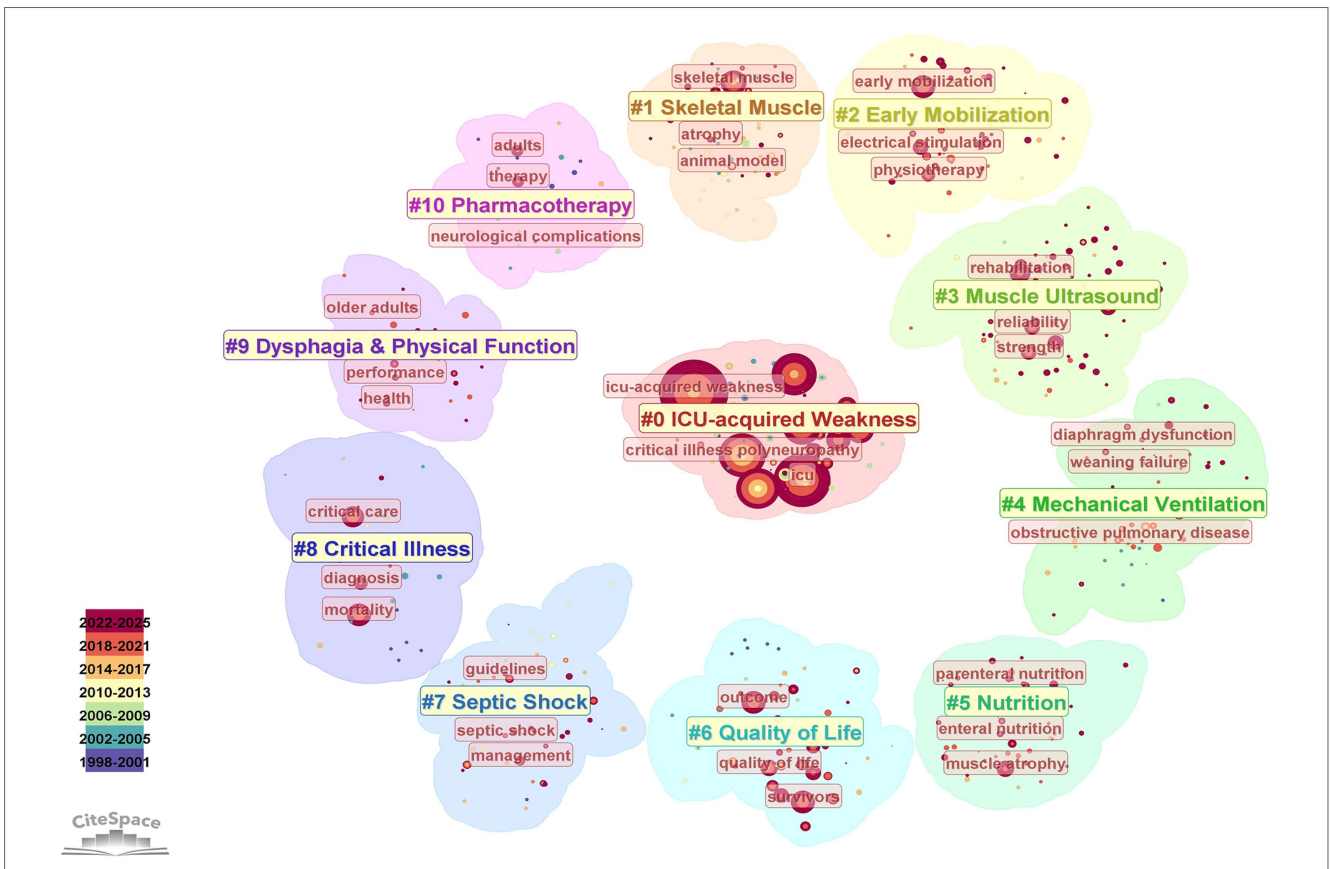 skeletal muscle
#1 Skeletal Muscle
atrophy
animal model
early mobilization
#2 Early Mobilization
electrical stimulation
physiotherapy
adults
therapy
#10 Pharmacotherapy
neurological complications
rehabilitation
#3 Muscle Ultrasound
reliability
strength
older adults
#9 Dysphagia & Physical Function
performance
health
icu-acquired weakness
#0 ICU-acquired Weakness
critical illness polyneuropathy
icu
diaphragm dysfunction
weaning failure
#4 Mechanical Ventilation
obstructive pulmonary disease
critical care
#8 Critical Illness
diagnosis
mortality
guidelines
#7 Septic Shock
septic shock
management
outcome
#6 Quality of Life
quality of life
survivors
parenteral nutrition
#5 Nutrition
enteral nutrition
muscle atrophy
2022-2025
2018-2021
2014-2017
2010-2013
2006-2009
2002-2005
1998-2001
CiteSpace